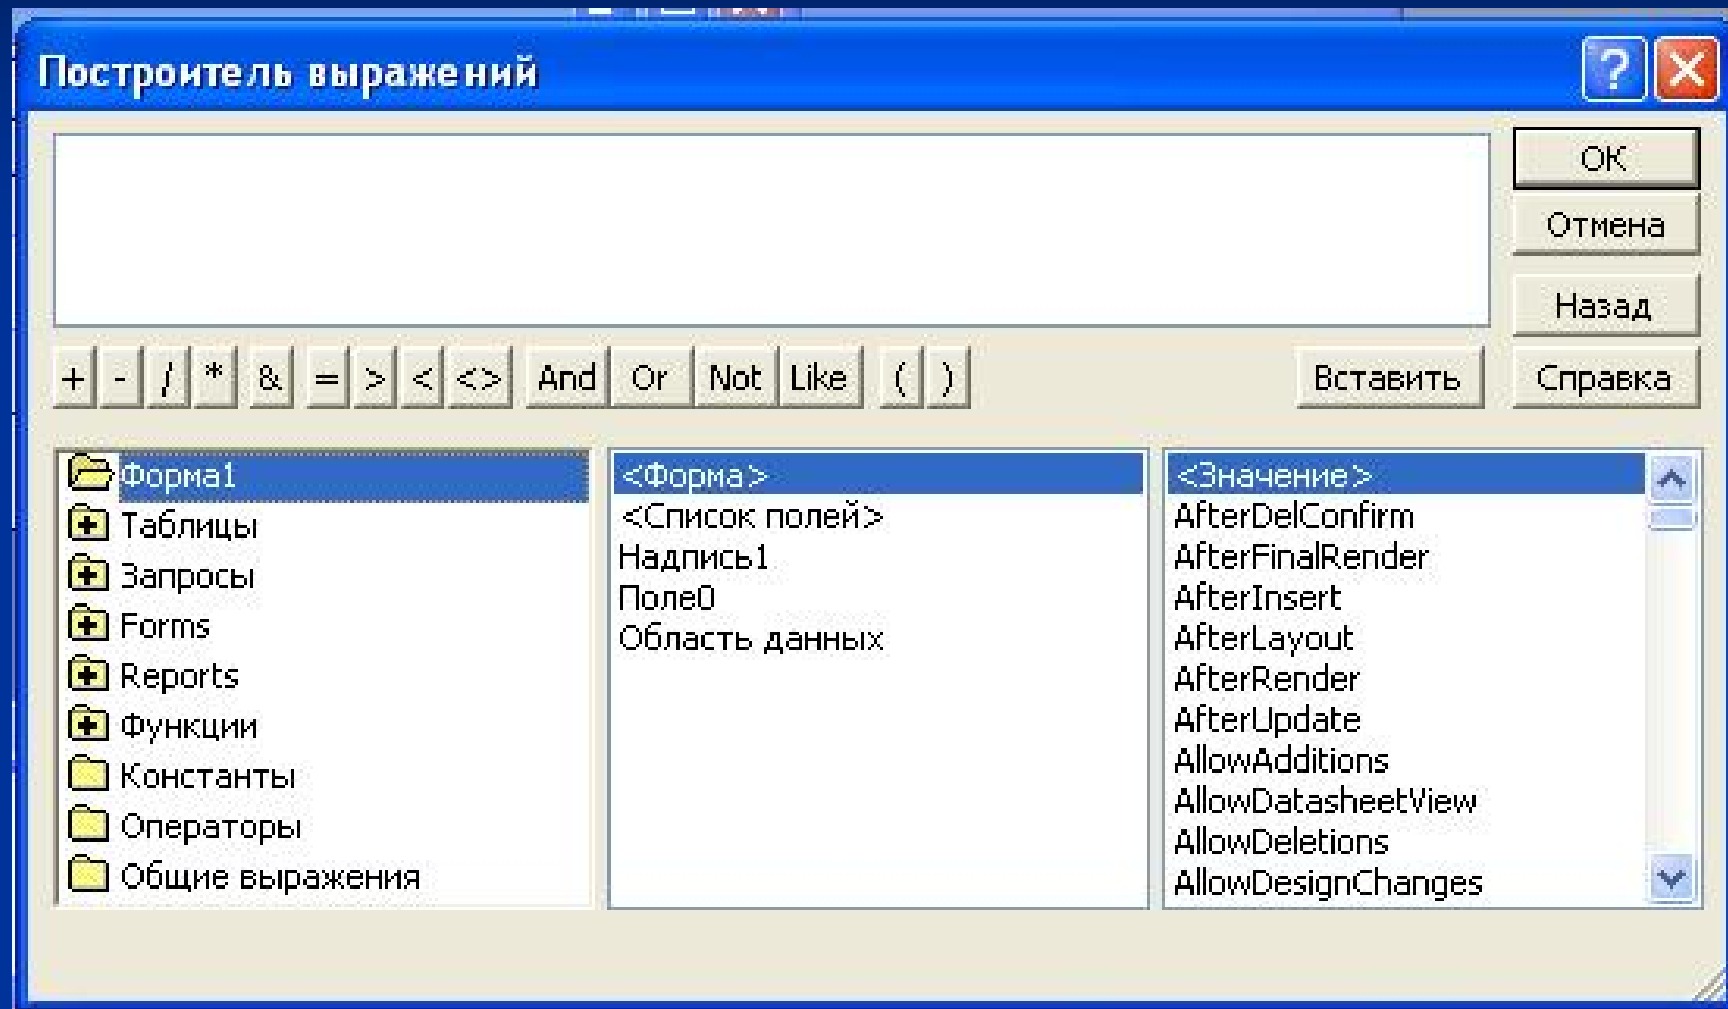 Построитель выражений
?
OK
Отмена
Назад
+ - / * & = > < <> And Or Not Like ( ) Вставить Справка
Форма1
Таблицы
Запросы
Forms
Reports
Функции
Константы
Операторы
Общие выражения
<Форма>
<Список полей>
Надпись1
Поле0
Область данных
<Значение>
AfterDelConfirm
AfterFinalRender
AfterInsert
AfterLayout
AfterRender
AfterUpdate
AllowAdditions
AllowDatasheetView
AllowDeletions
AllowDesignChanges